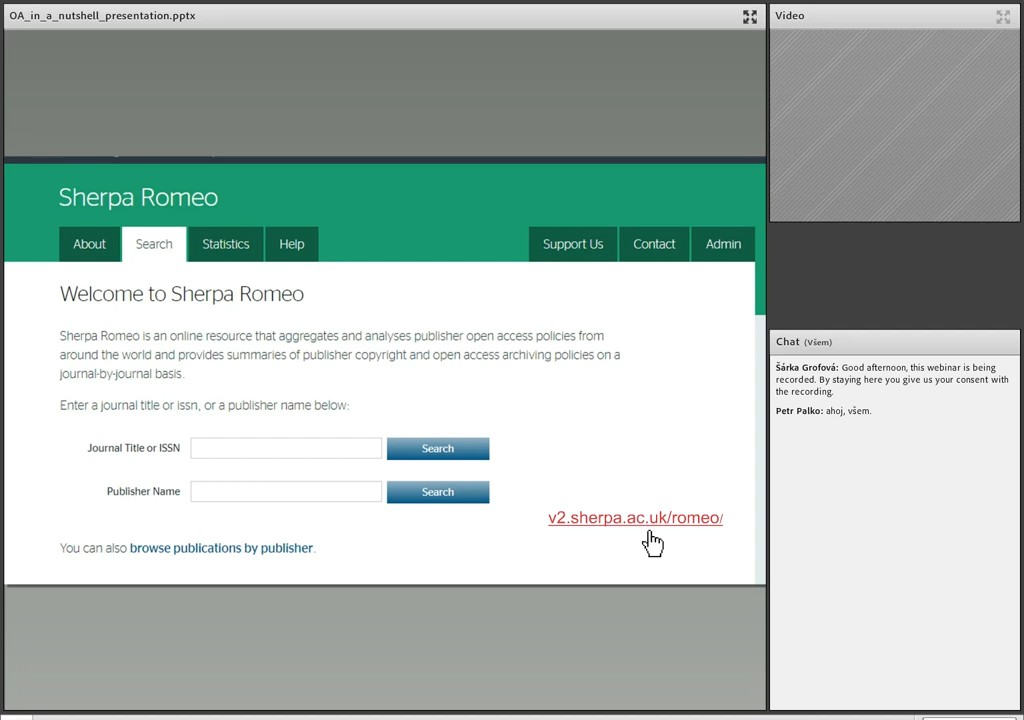 OA_in_a_nutshell_presentation.pptx
Sherpa Romeo
About
Search
Statistics
Help
Support Us
Contact
Admin
Welcome to Sherpa Romeo
Sherpa Romeo is an online resource that aggregates and analyses publisher open access policies from
around the world and provides summaries of publisher copyright and open access archiving policies on a
journal-by-journal basis.
Enter a journal title or issn, or a publisher name below:
Journal Title or ISSN
Search
Publisher Name
Search
v2.sherpa.ac.uk/romeo/
You can also browse publications by publisher.
Video
Chat (Všem)
Šárka Grofová: Good afternoon, this webinar is being
recorded. By staying here you give us your consent with
the recording.
Petr Palko: ahoj, všem.